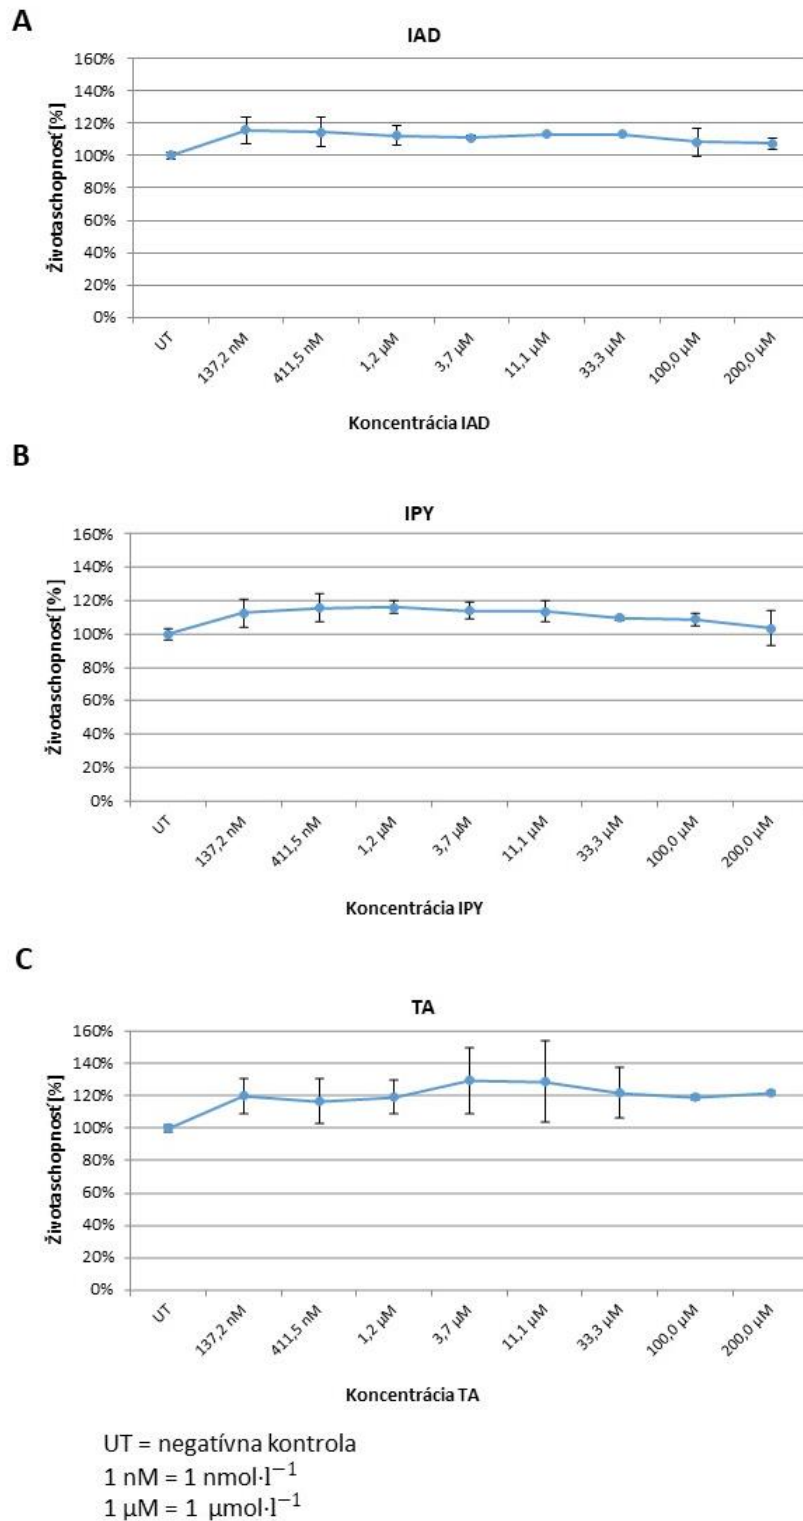 A
IAD
160%
140%
120%
100%
80%
60%
40%
20%
0%
Životaschopnosť [%]
UT
137,2 nM
411,5 nM
1,2 µM
3,7 µM
11,1 µM
33,3 µM
100,0 µM
200,0 µM
Koncentrácia IAD
B
IPY
160%
140%
120%
100%
80%
60%
40%
20%
0%
Životaschopnosť [%]
UT
137,2 nM
411,5 nM
1,2 µM
3,7 µM
11,1 µM
33,3 µM
100,0 µM
200,0 µM
Koncentrácia IPY
C
TA
160%
140%
120%
100%
80%
60%
40%
20%
0%
Životaschopnosť [%]
UT
137,2 nM
411,5 nM
1,2 µM
3,7 µM
11,1 µM
33,3 µM
100,0 µM
200,0 µM
Koncentrácia TA
UT = negatívna kontrola
1 nM = 1 nmol·l⁻¹
1 µM = 1 µmol·l⁻¹